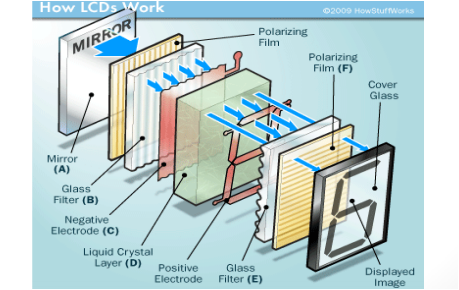 How LCDs Work
©2009 HowStuffWorks
MIRROR
Polarizing
Film
Polarizing
Film (F)
Cover
Glass
Mirror
(A)
Glass
Filter (B)
Negative
Electrode (C)
Liquid Crystal
Layer (D)
Positive
Electrode
Glass
Filter (E)
Displayed
Image